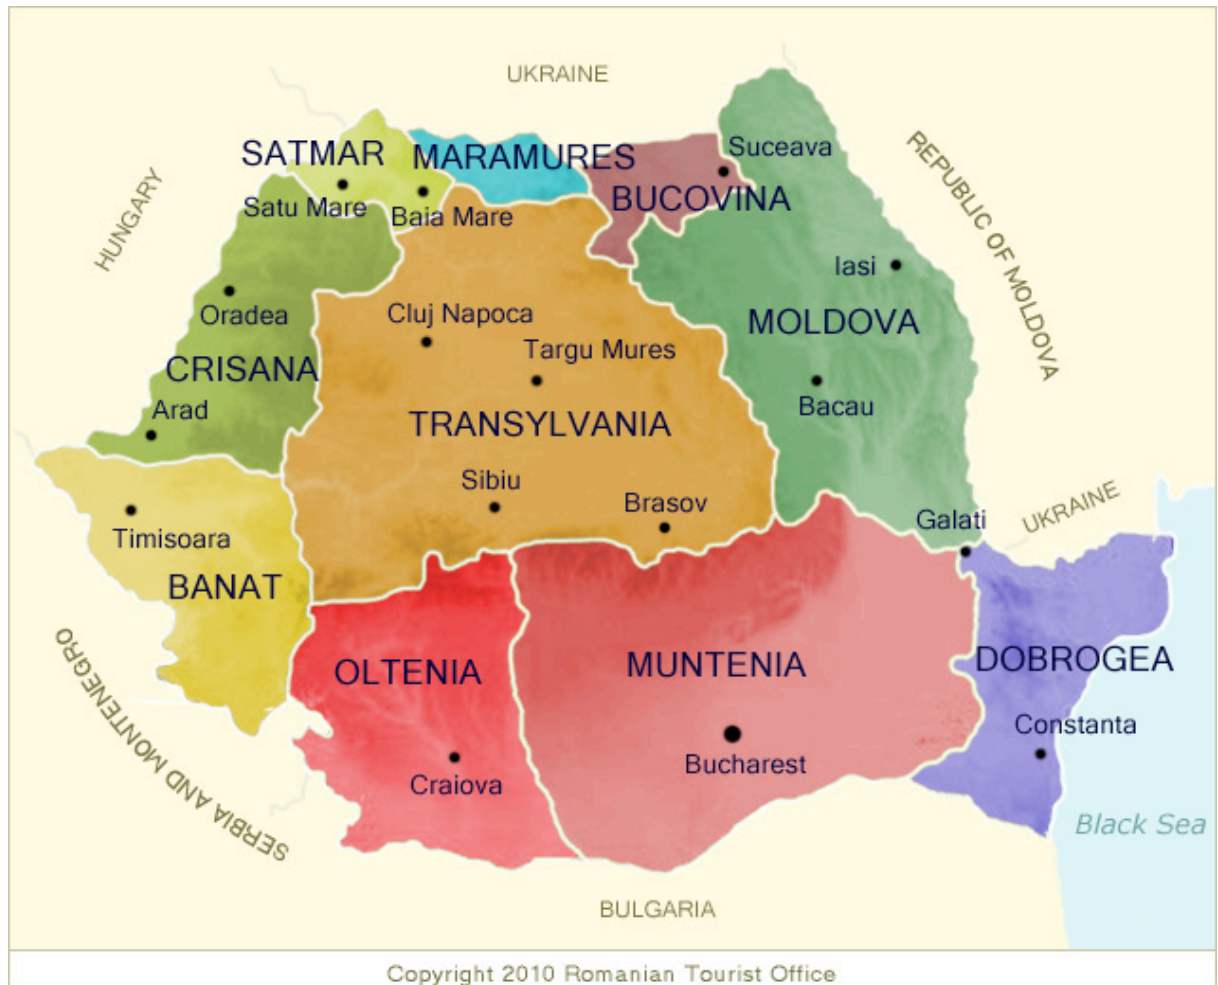 UKRAINE
SATMAR
MARAMURES
Suceava
Satu Mare
Baia Mare
BUCOVINA
HUNGARY
REPUBLIC OF MOLDOVA
Iasi
Oradea
Cluj Napoca
MOLDOVA
Targu Mures
CRISANA
Arad
Bacau
TRANSYLVANIA
Sibiu
Brasov
Galati
UKRAINE
Timisoara
BANAT
OLTENIA
MUNTENIA
DOBROGEA
SERBIA AND MONTENEGRO
Constanta
Bucharest
Craiova
Black Sea
BULGARIA
Copyright 2010 Romanian Tourist Office